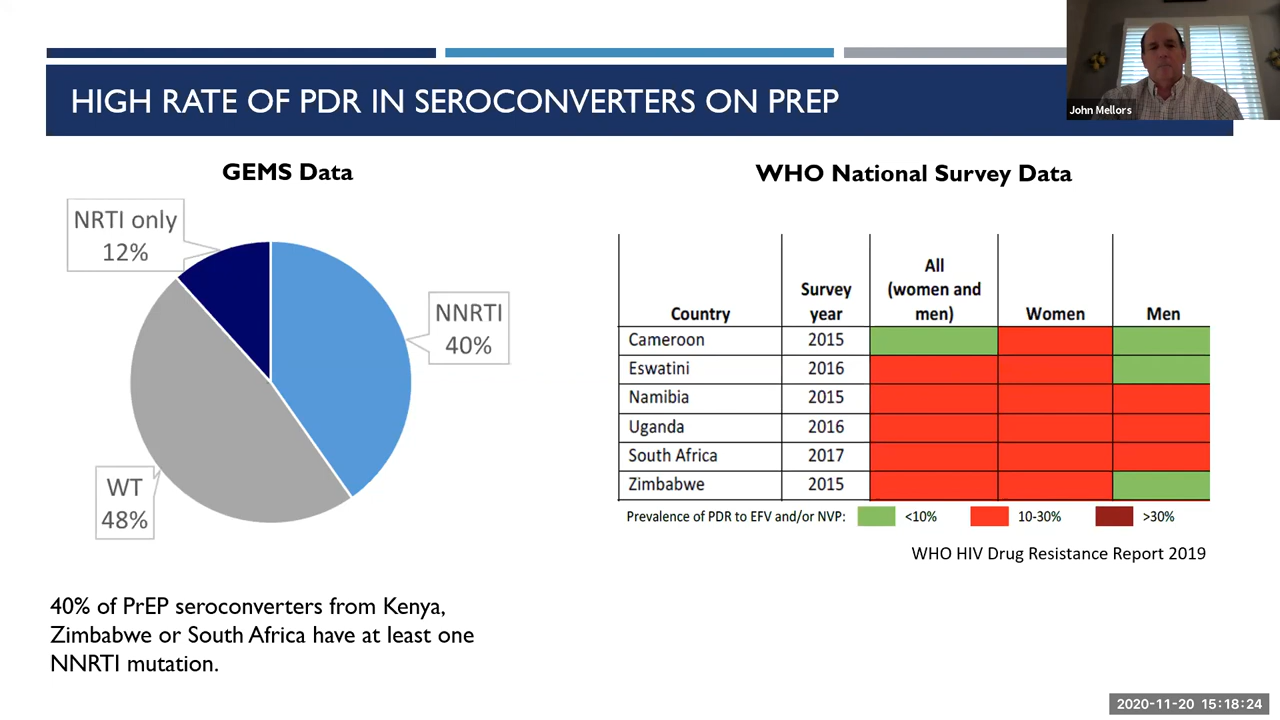 HIGH RATE OF PDR IN SEROCONVERTERS ON PREP
John Mellors
GEMS Data
NRTI only
12%
NNRTI
40%
WT
48%
40% of PrEP seroconverters from Kenya,
Zimbabwe or South Africa have at least one
NNRTI mutation.
WHO National Survey Data
Country
Survey
year
All
(women and
men)
Women
Men
Cameroon 2015
Eswatini 2016
Namibia 2015
Uganda 2016
South Africa 2017
Zimbabwe 2015
Prevalence of PDR to EFV and/or NVP: <10% 10-30% >30%
WHO HIV Drug Resistance Report 2019
2020-11-20 15:18:24